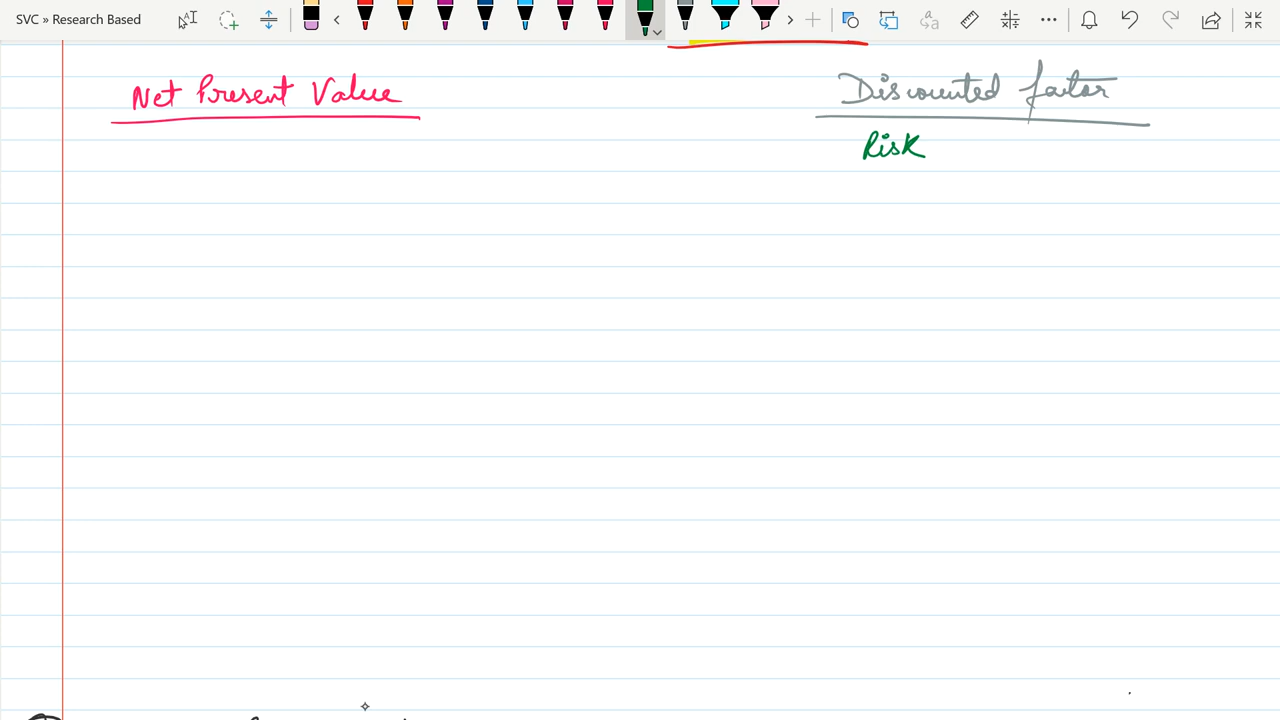 SVC » Research Based
Net Present Value
Discounted factor
Risk